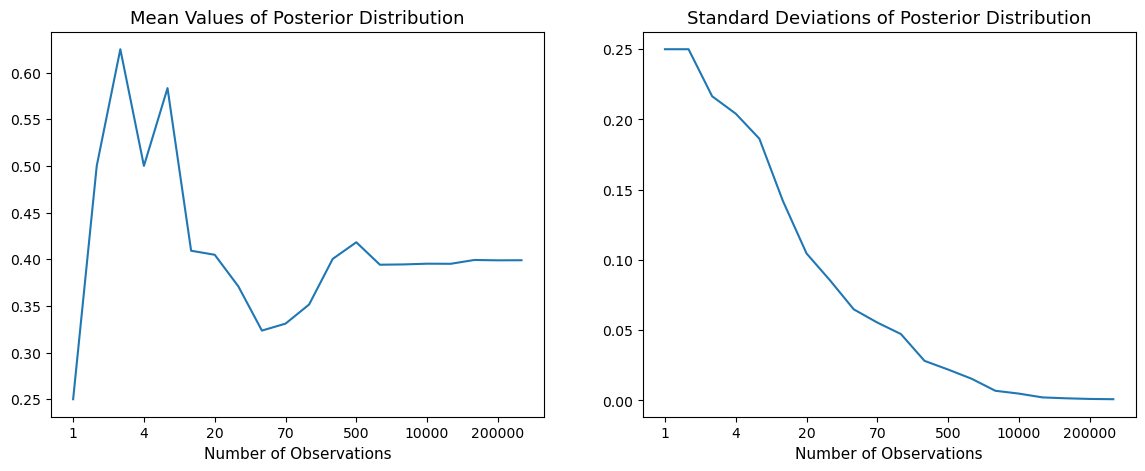 Mean Values of Posterior Distribution
0.60
0.55
0.50
0.45
0.40
0.35
0.30
0.25
1 4 20 70 500 10000 200000
Number of Observations
Standard Deviations of Posterior Distribution
0.25
0.20
0.15
0.10
0.05
0.00
1 4 20 70 500 10000 200000
Number of Observations